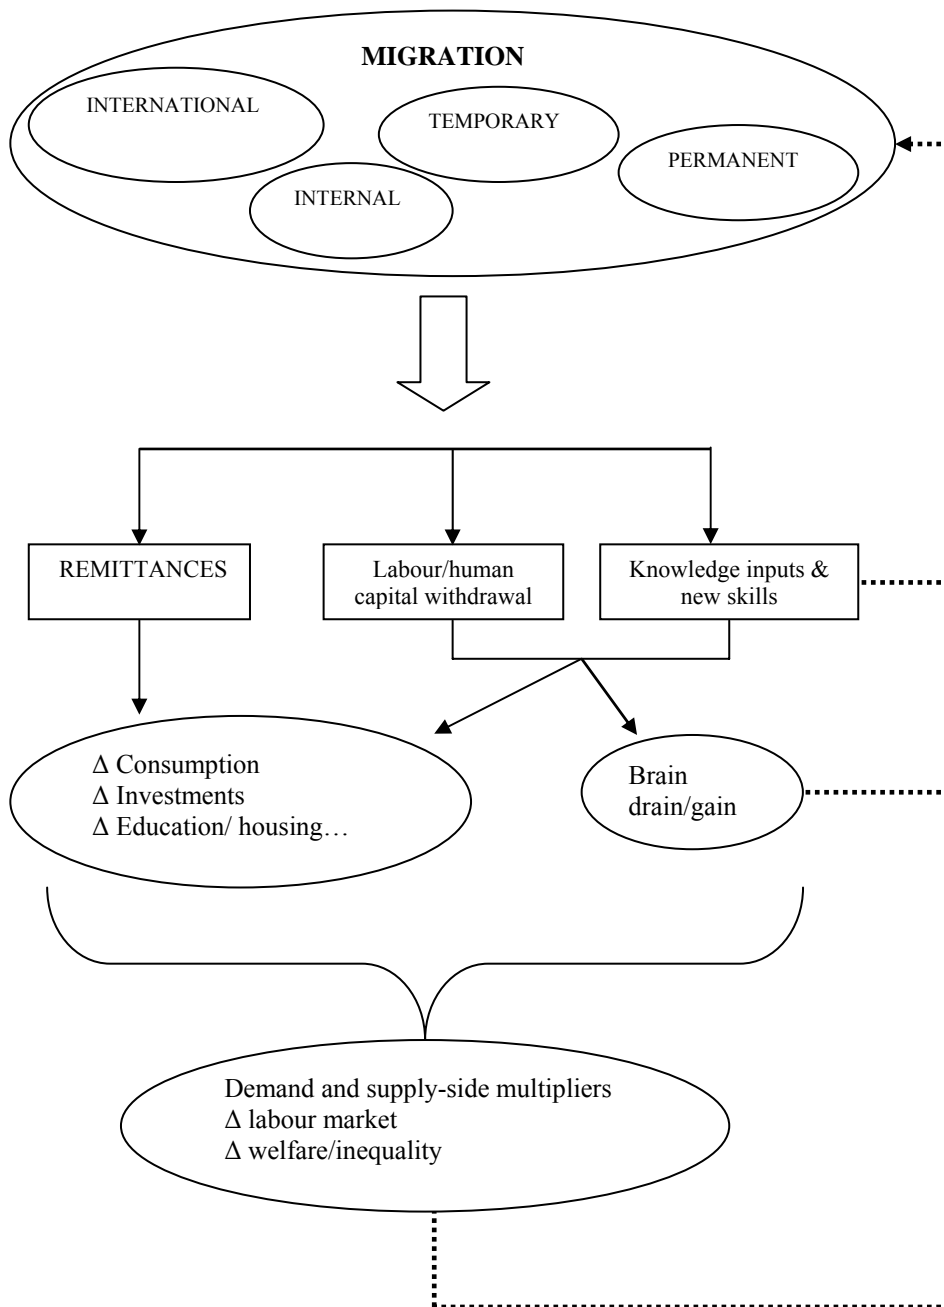 MIGRATION
INTERNATIONAL
TEMPORARY
PERMANENT
INTERNAL
REMITTANCES
Labour/human
capital withdrawal
Knowledge inputs &
new skills
Δ Consumption
Δ Investments
Δ Education/ housing…
Brain
drain/gain
Demand and supply-side multipliers
Δ labour market
Δ welfare/inequality